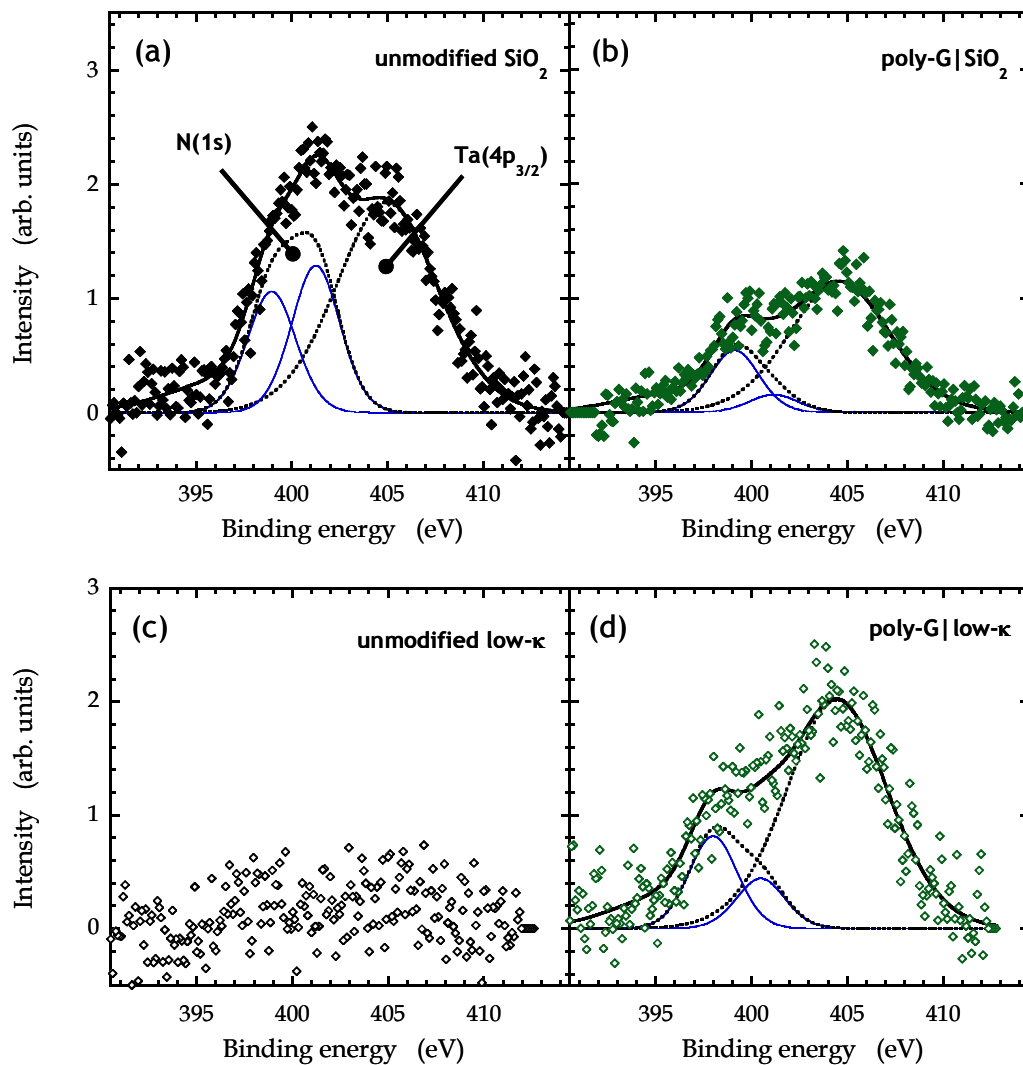 (a)
unmodified SiO₂
N(1s)
Ta(4p₃/₂)
3
2
1
0
Intensity (arb. units)
395 400 405 410
Binding energy (eV)
(b)
poly-G|SiO₂
395 400 405 410
Binding energy (eV)
(c)
unmodified low-κ
3
2
1
0
Intensity (arb. units)
395 400 405 410
Binding energy (eV)
(d)
poly-G|low-κ
395 400 405 410
Binding energy (eV)